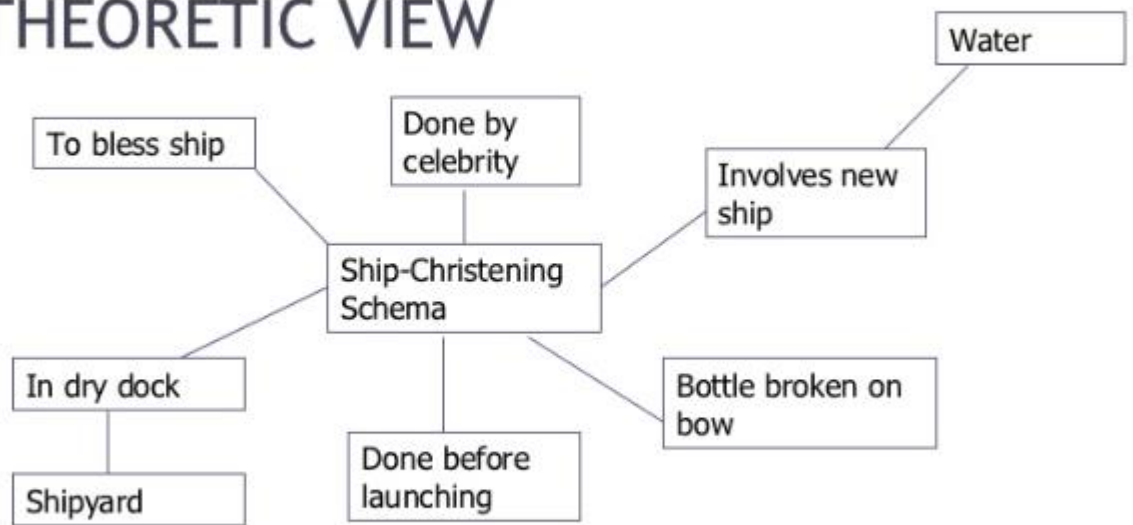 THEORETIC VIEW
Water
To bless ship
Done by
celebrity
Involves new
ship
Ship-Christening
Schema
In dry dock
Bottle broken on
bow
Done before
launching
Shipyard